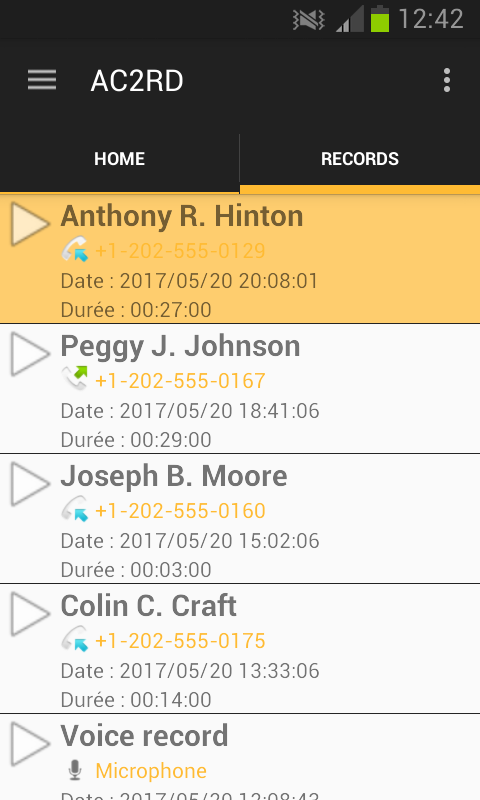 12:42
AC2RD
HOME RECORDS
Anthony R. Hinton
+1-202-555-0129
Date : 2017/05/20 20:08:01
Durée : 00:27:00
Peggy J. Johnson
+1-202-555-0167
Date : 2017/05/20 18:41:06
Durée : 00:29:00
Joseph B. Moore
+1-202-555-0160
Date : 2017/05/20 15:02:06
Durée : 00:03:00
Colin C. Craft
+1-202-555-0175
Date : 2017/05/20 13:33:06
Durée : 00:14:00
Voice record
Microphone
Date : 2017/05/20 12:08:43